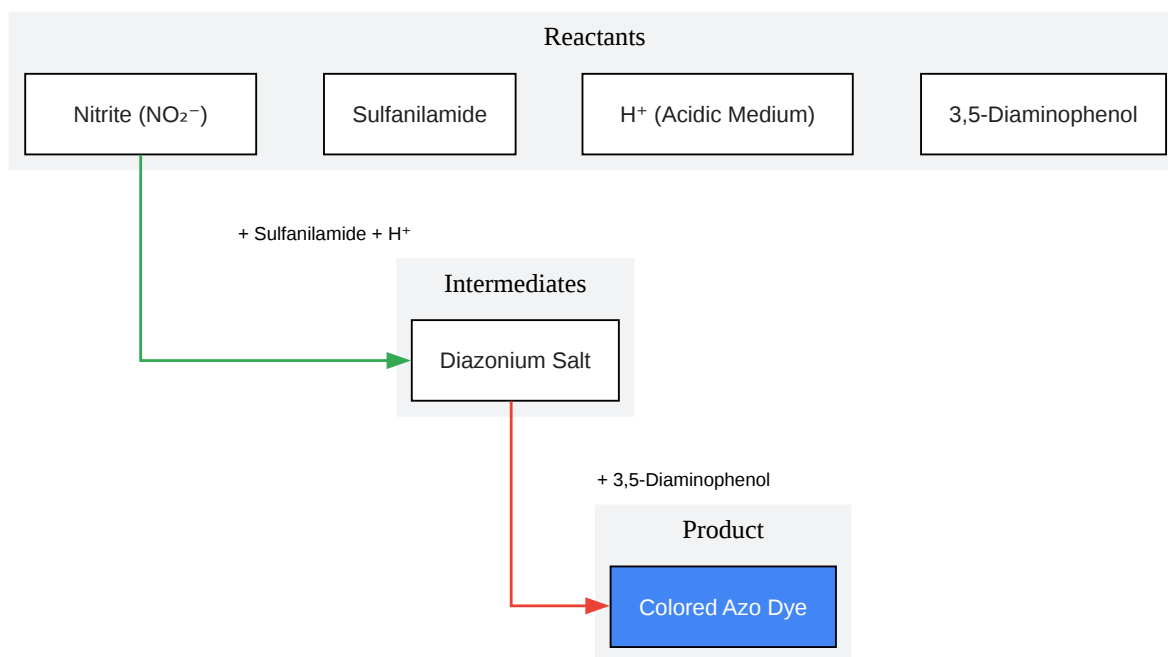 Reactants
Nitrite (NO₂⁻)
Sulfanilamide
H⁺ (Acidic Medium)
3,5-Diaminophenol
+ Sulfanilamide + H⁺
Intermediates
Diazonium Salt
+ 3,5-Diaminophenol
Product
Colored Azo Dye